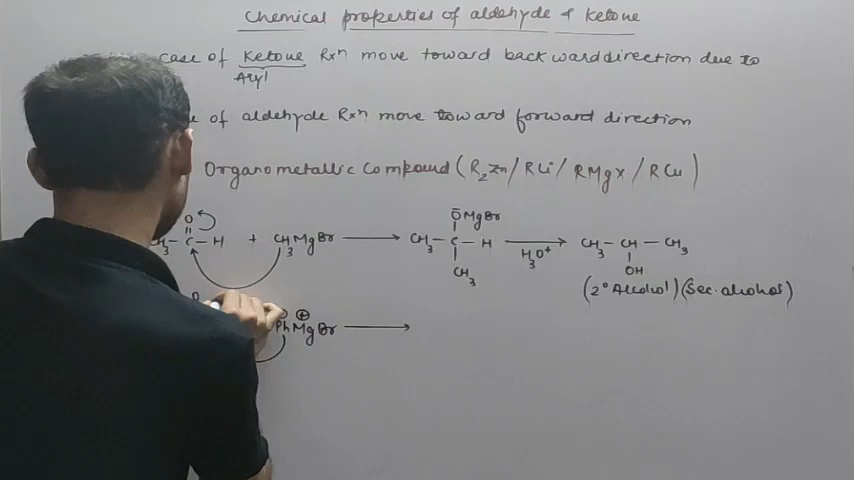 Chemical properties of aldehyde & ketone
case of Ketone Rxn move toward backward direction due to
Aryl
of aldehyde Rxn move toward forward direction
Organometallic Compound (R2Zn/RLi/RMgX/RCu)
O ŌMgBr
CH3-C-H + CH3MgBr → CH3-C-H H3O+ → CH3-CH-CH3
CH3 OH
(2° Alcohol) (Sec. alcohol)
O ⊖ ⊕
PhMgBr →